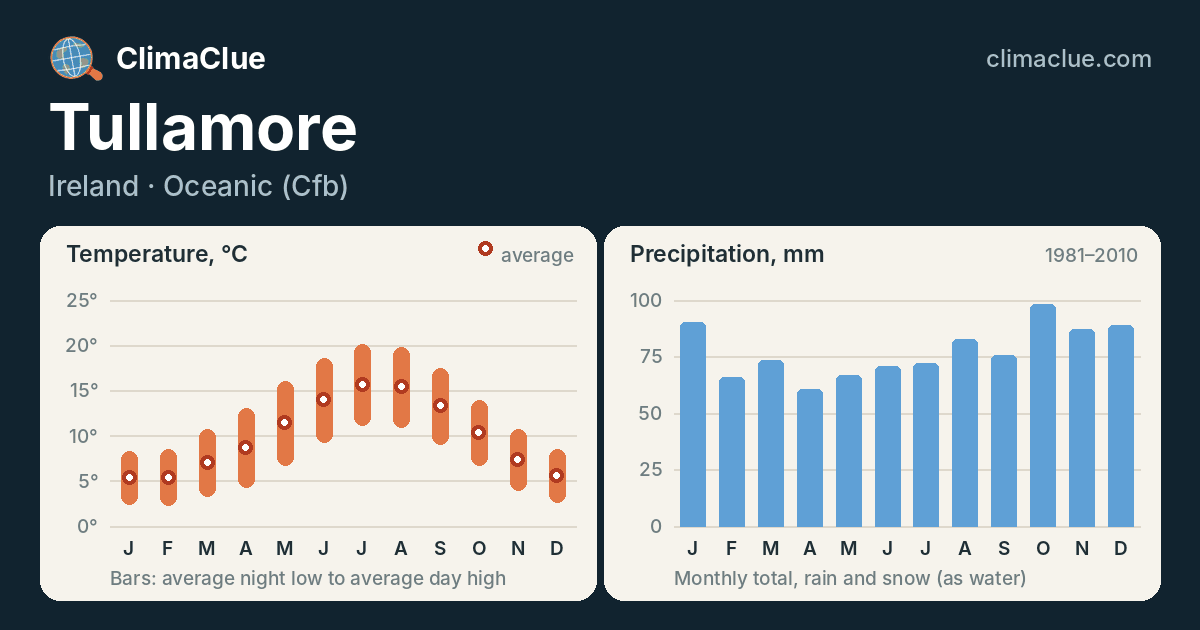 ClimaClue
climaclue.com
Tullamore
Ireland · Oceanic (Cfb)
Temperature, °C
average
25°
20°
15°
10°
5°
0°
J F M A M J J A S O N D
Bars: average night low to average day high
Precipitation, mm
1981–2010
100
75
50
25
0
J F M A M J J A S O N D
Monthly total, rain and snow (as water)